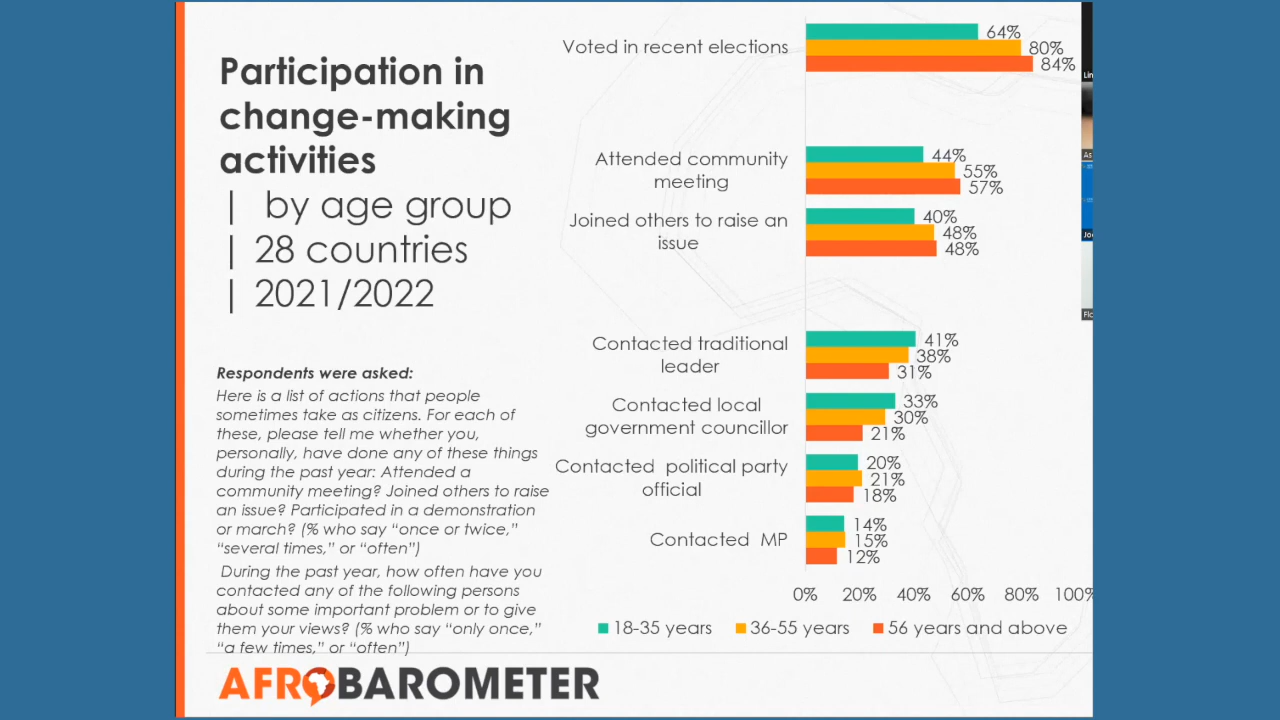 Participation in
change-making
activities
| by age group
| 28 countries
| 2021/2022
Respondents were asked:
Here is a list of actions that people
sometimes take as citizens. For each of
these, please tell me whether you,
personally, have done any of these things
during the past year: Attended a
community meeting? Joined others to raise
an issue? Participated in a demonstration
or march? (% who say “once or twice,”
“several times,” or “often”)
During the past year, how often have you
contacted any of the following persons
about some important problem or to give
them your views? (% who say “only once,”
“a few times,” or “often”)
Voted in recent elections
64%
80%
84%
Attended community
meeting
44%
55%
57%
Joined others to raise an
issue
40%
48%
48%
Contacted traditional
leader
41%
38%
31%
Contacted local
government councillor
33%
30%
21%
Contacted political party
official
20%
21%
18%
Contacted MP
14%
15%
12%
0% 20% 40% 60% 80% 100%
18-35 years 36-55 years 56 years and above
AFROBAROMETER
Lin
As
Joe
Flo